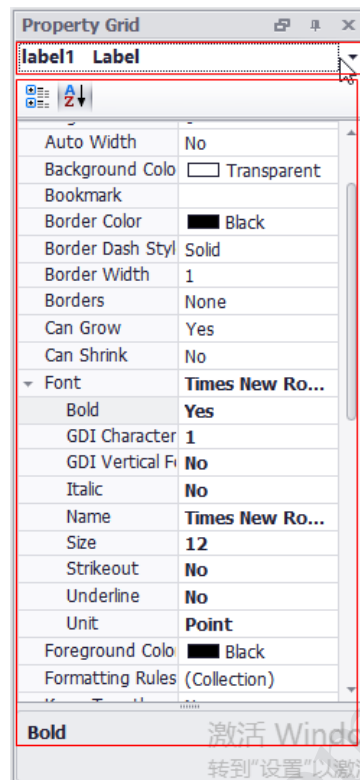 Property Grid
label1 Label
Auto Width No
Background Colo Transparent
Bookmark
Border Color Black
Border Dash Styl Solid
Border Width 1
Borders None
Can Grow Yes
Can Shrink No
Font Times New Ro...
Bold Yes
GDI Character 1
GDI Vertical F No
Italic No
Name Times New Ro...
Size 12
Strikeout No
Underline No
Unit Point
Foreground Colo Black
Formatting Rules (Collection)
Bold
激活 Windo
转到"设置"以激